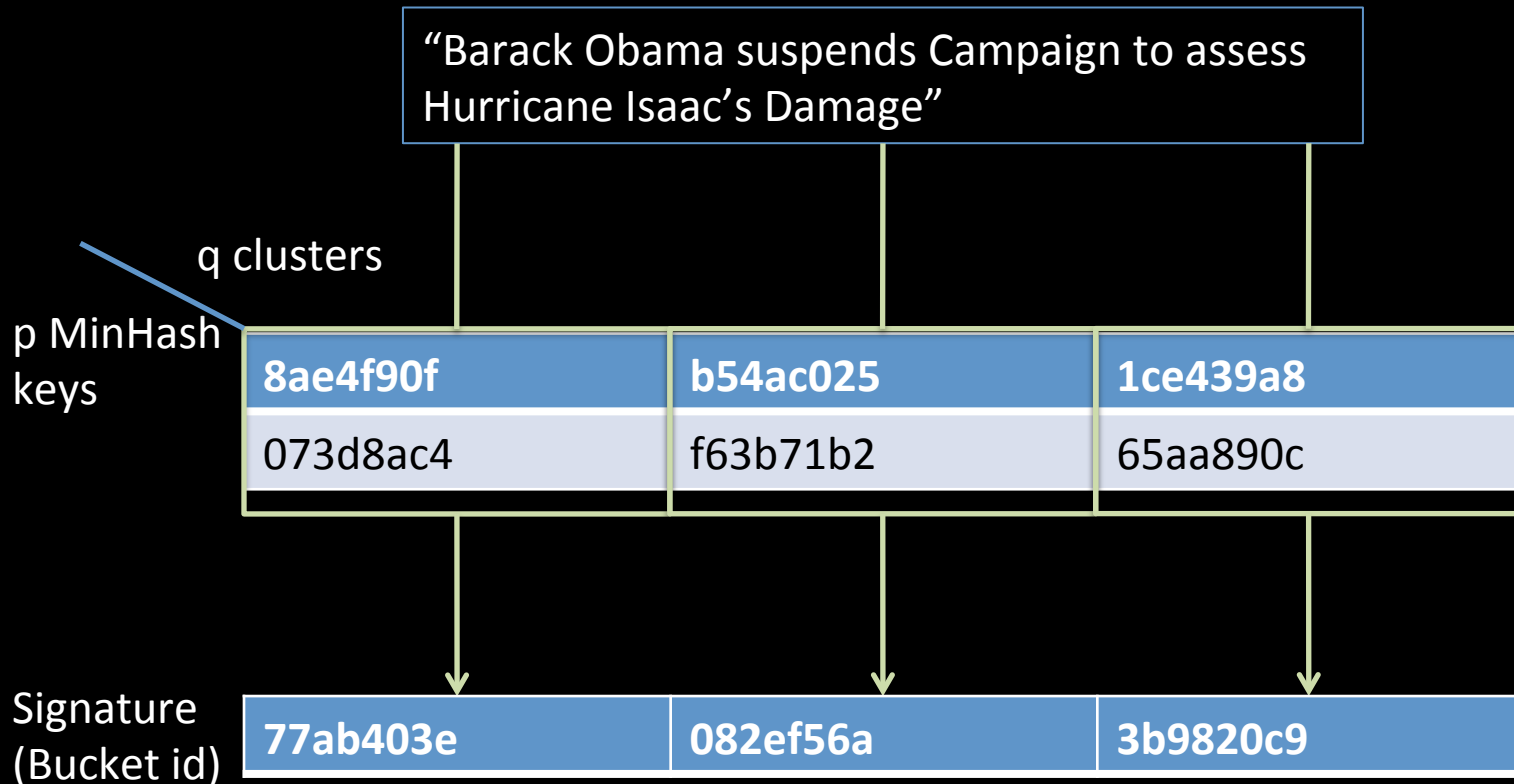 “Barack Obama suspends Campaign to assess
Hurricane Isaac’s Damage”
q clusters
p MinHash
keys
8ae4f90f b54ac025 1ce439a8
073d8ac4 f63b71b2 65aa890c
Signature
(Bucket id)
77ab403e 082ef56a 3b9820c9